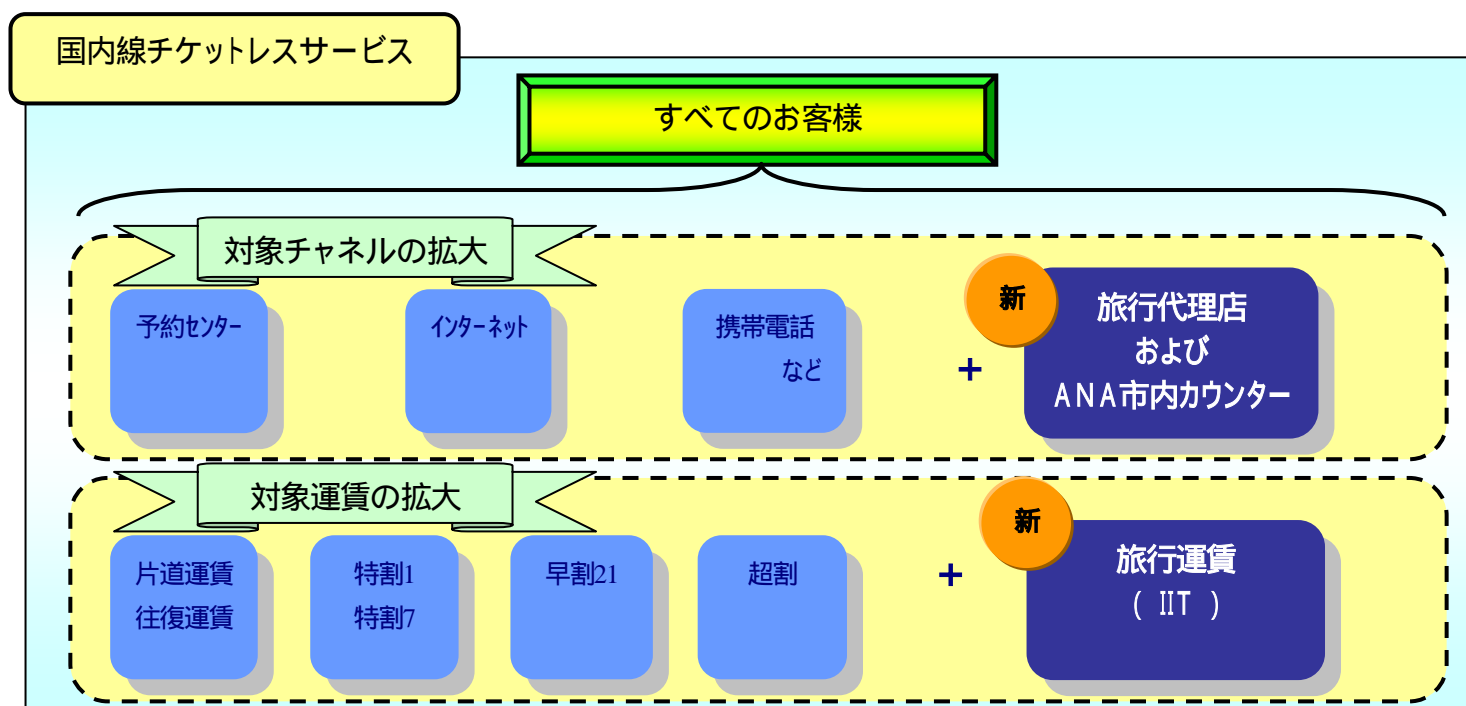 国内線チケットレスサービス
すべてのお客様
対象チャネルの拡大
予約センター
インターネット
携帯電話
など
+
新
旅行代理店
および
ANA市内カウンター
対象運賃の拡大
片道運賃
往復運賃
特割1
特割7
早割21
超割
+
新
旅行運賃
( IIT )